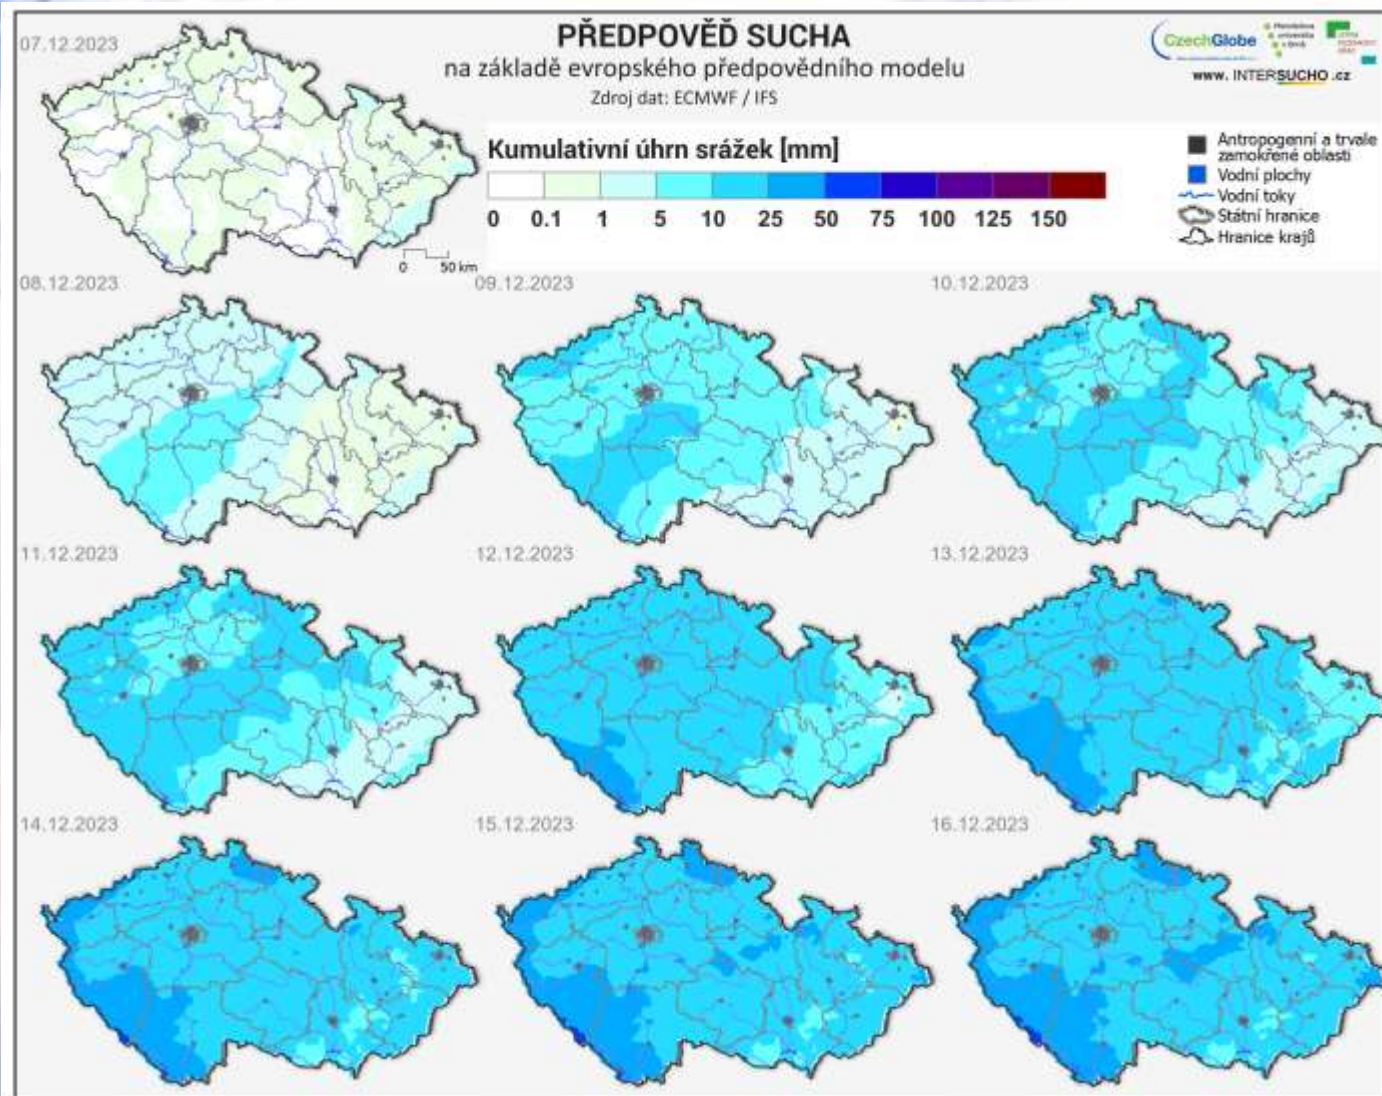 07.12.2023
PŘEDPOVĚĎ SUCHA
na základě evropského předpovědního modelu
Zdroj dat: ECMWF / IFS
CzechGlobe
www. INTERSUCHO .cz
Kumulativní úhrn srážek [mm]
0 0.1 1 5 10 25 50 75 100 125 150
Antropogenní a trvale
zamokřené oblasti
Vodní plochy
Vodní toky
Státní hranice
Hranice krajů
0 50 km
08.12.2023
09.12.2023
10.12.2023
11.12.2023
12.12.2023
13.12.2023
14.12.2023
15.12.2023
16.12.2023